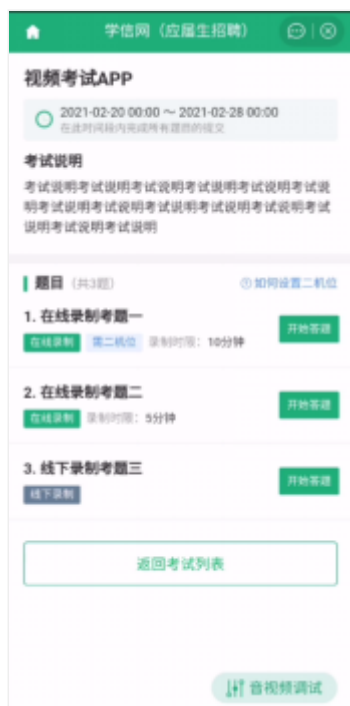 学信网（应届生招聘）
视频考试APP
2021-02-20 00:00 ～ 2021-02-28 00:00
在此时间段内完成所有题目的提交
考试说明
考试说明考试说明考试说明考试说明考试说明考试说
明考试说明考试说明考试说明考试说明考试说明考试
说明考试说明考试说明
题目（共3题）
如何设置二机位
1. 在线录制考题一
开始答题
在线录制 第二机位 录制时限：10分钟
2. 在线录制考题二
开始答题
在线录制 录制时限：5分钟
3. 线下录制考题三
开始答题
线下录制
返回考试列表
音视频调试